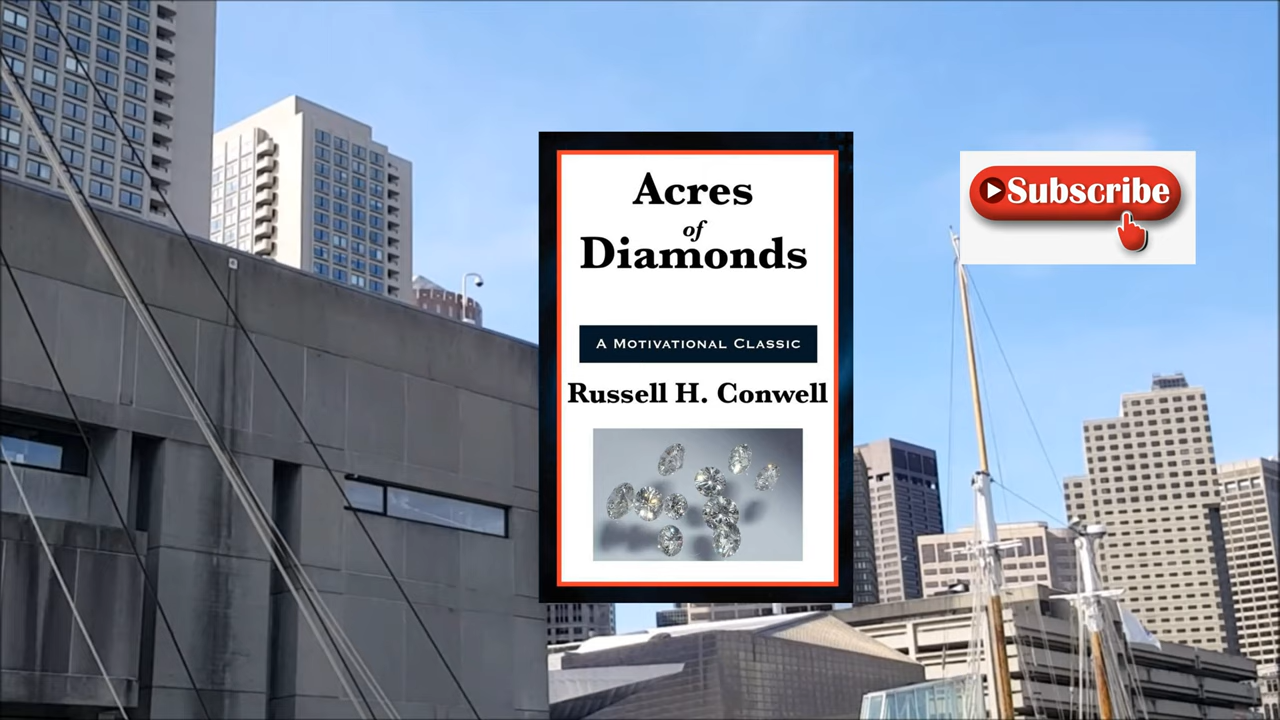 Acres
of
Diamonds
A Motivational Classic
Russell H. Conwell
Subscribe